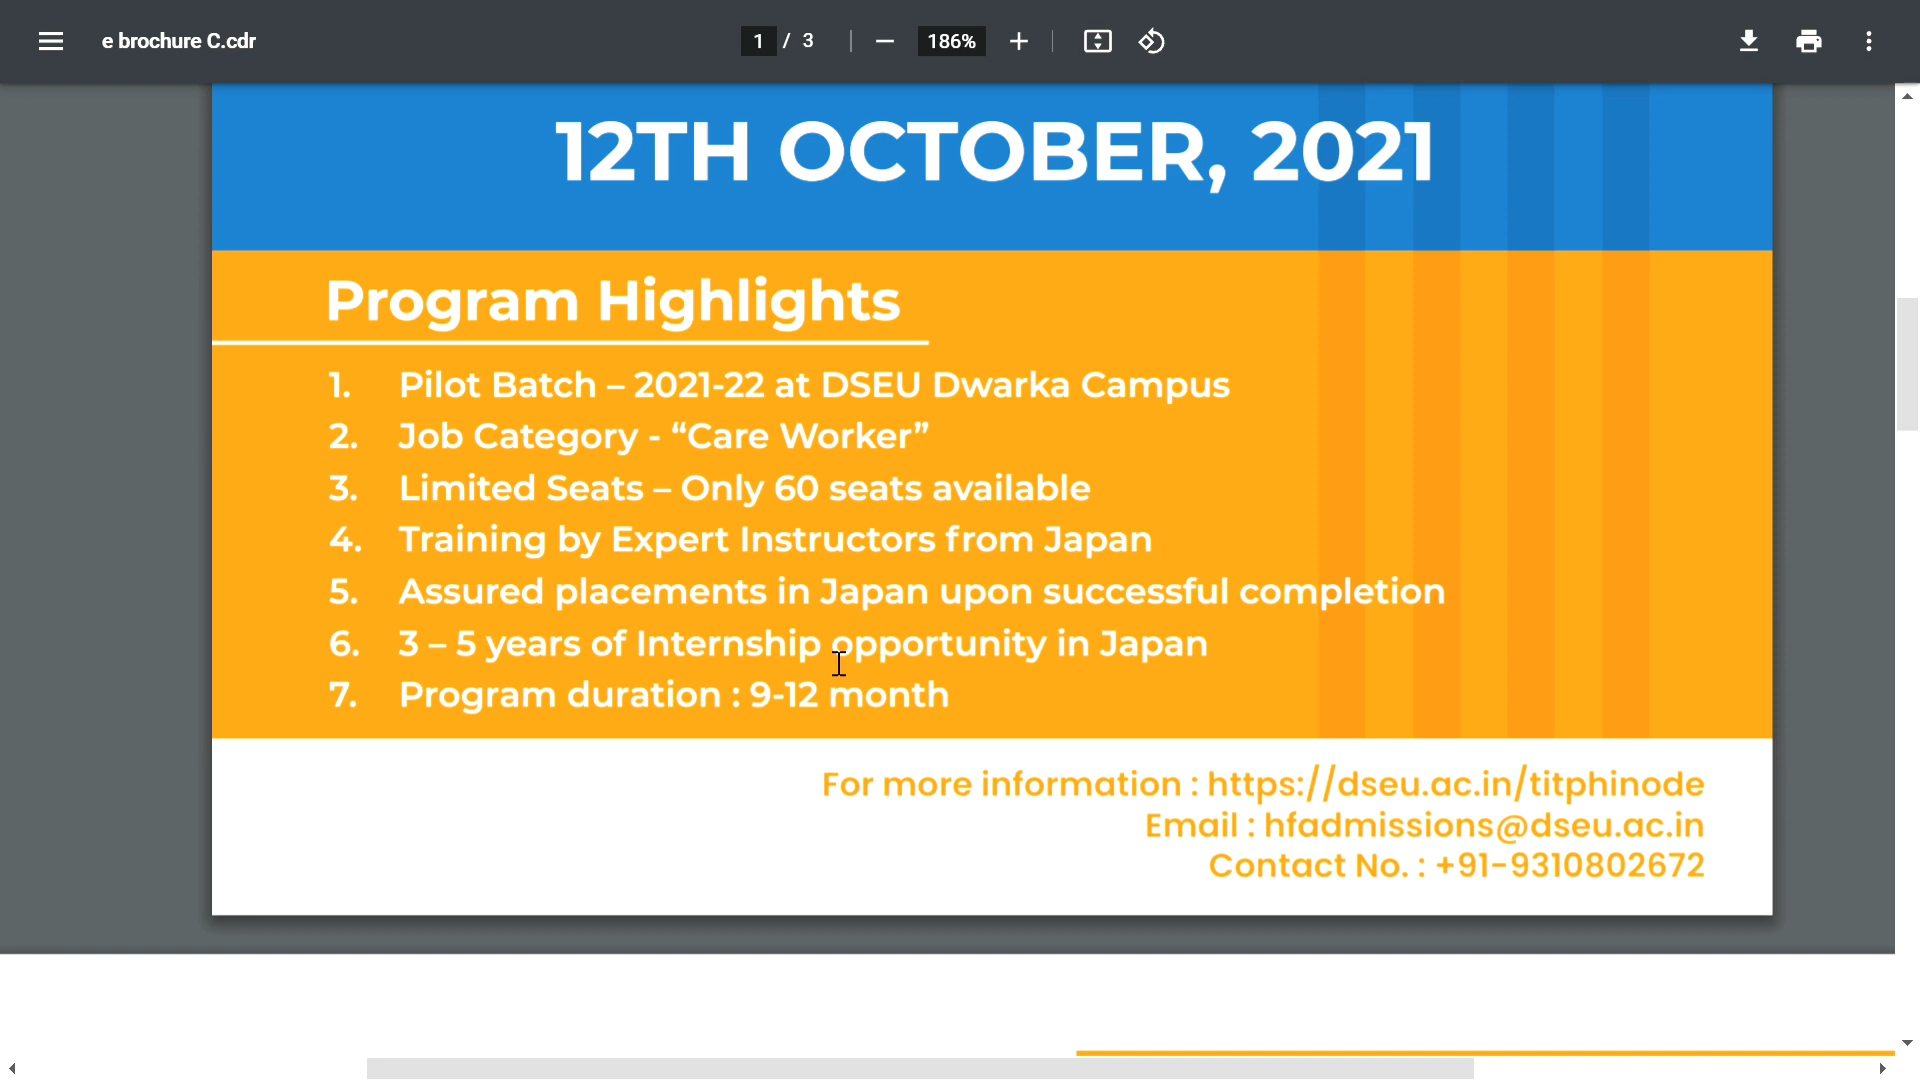 e brochure C.cdr
1 / 3
186%
12TH OCTOBER, 2021
Program Highlights
1. Pilot Batch – 2021-22 at DSEU Dwarka Campus
2. Job Category - “Care Worker”
3. Limited Seats – Only 60 seats available
4. Training by Expert Instructors from Japan
5. Assured placements in Japan upon successful completion
6. 3 – 5 years of Internship opportunity in Japan
7. Program duration : 9-12 month
For more information : https://dseu.ac.in/titphinode
Email : hfadmissions@dseu.ac.in
Contact No. : +91-9310802672